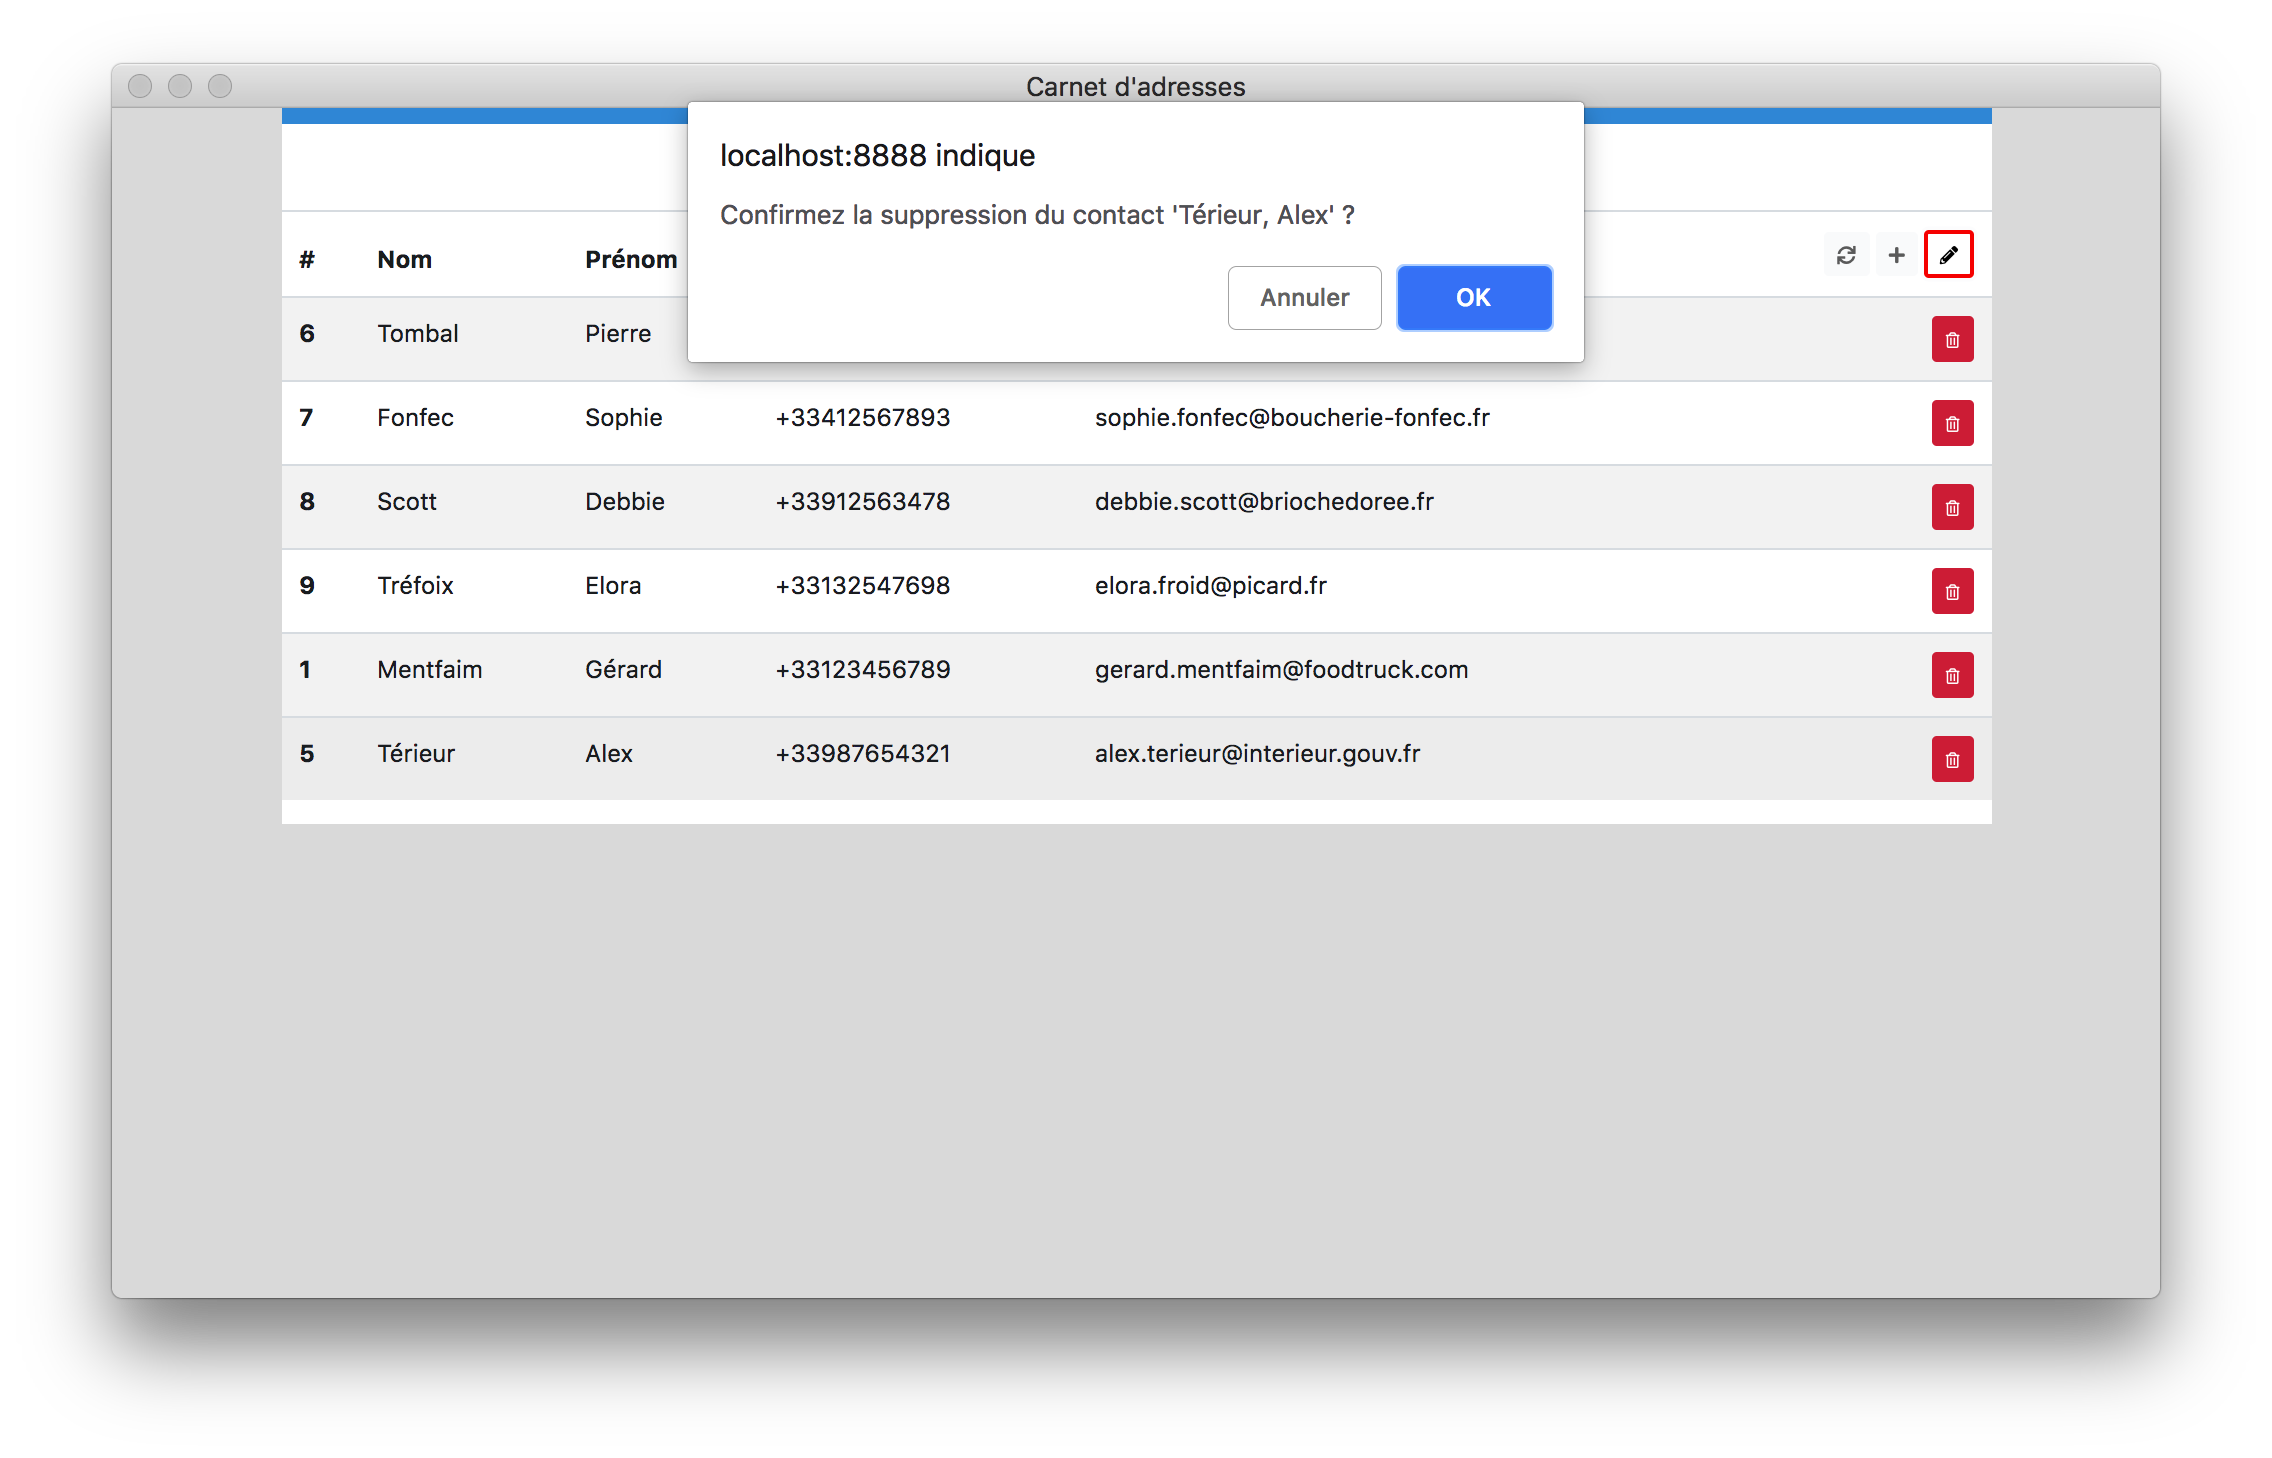 Carnet d'adresses
localhost:8888 indique
Confirmez la suppression du contact 'Térieur, Alex' ?
Annuler OK
# Nom Prénom
6 Tombal Pierre
7 Fonfec Sophie +33412567893 sophie.fonfec@boucherie-fonfec.fr
8 Scott Debbie +33912563478 debbie.scott@briochedoree.fr
9 Tréfoix Elora +33132547698 elora.froid@picard.fr
1 Mentfaim Gérard +33123456789 gerard.mentfaim@foodtruck.com
5 Térieur Alex +33987654321 alex.terieur@interieur.gouv.fr